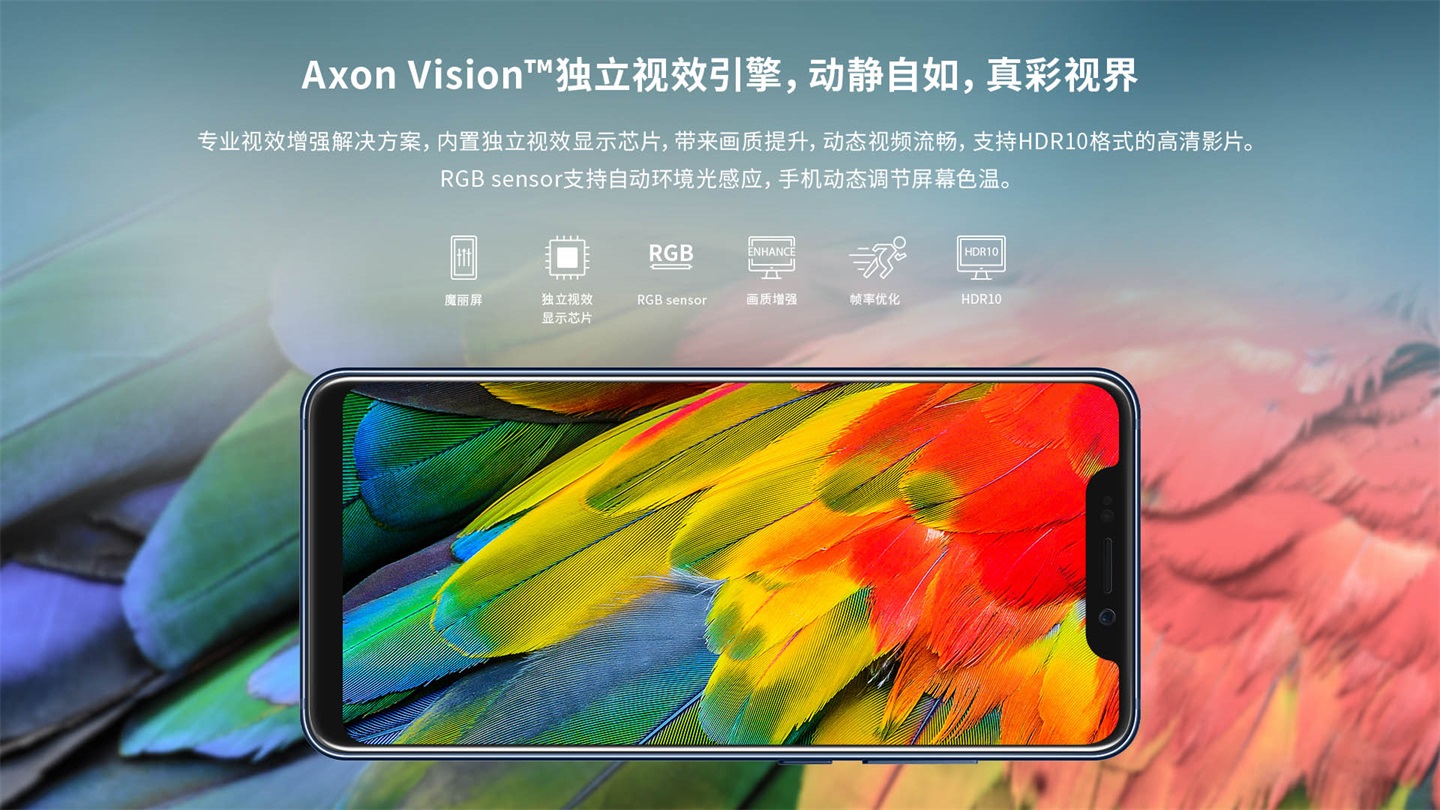 Axon Vision™独立视效引擎，动静自如，真彩视界
专业视效增强解决方案，内置独立视效显示芯片，带来画质提升，动态视频流畅，支持HDR10格式的高清影片。
RGB sensor支持自动环境光感应，手机动态调节屏幕色温。
RGB
ENHANCE
HDR10
魔丽屏
独立视效
显示芯片
RGB sensor
画质增强
帧率优化
HDR10